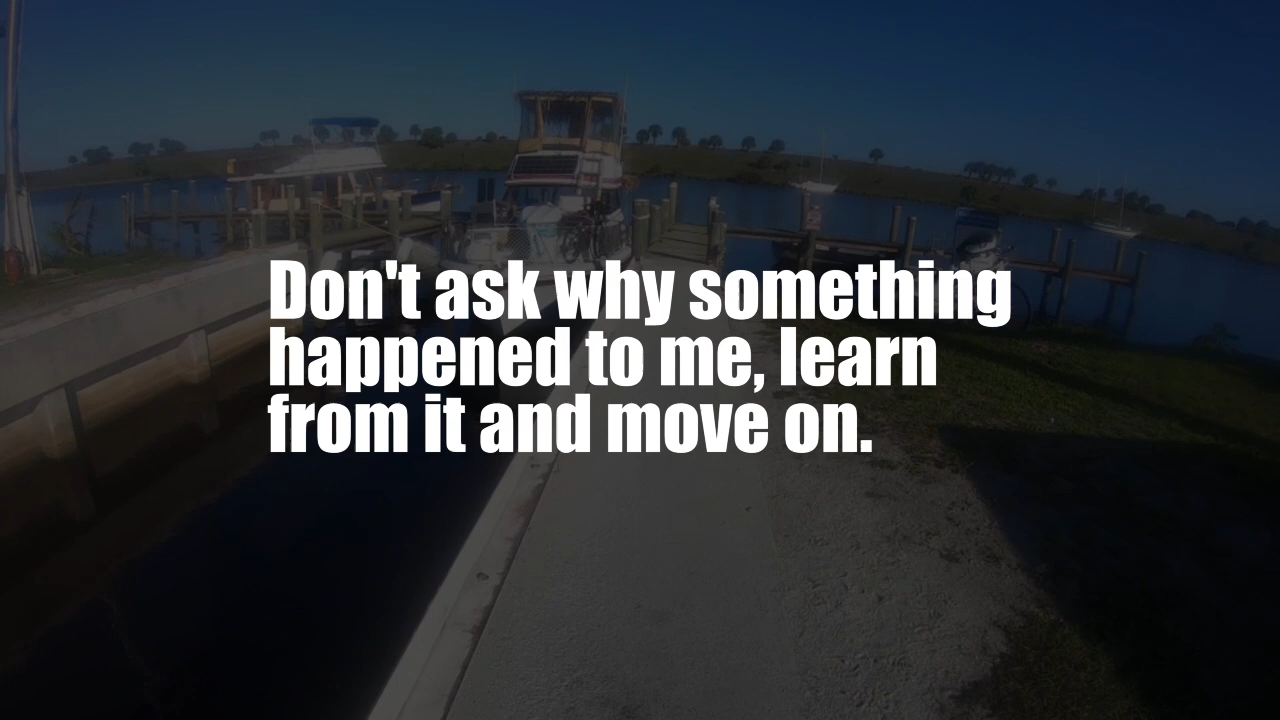 Don't ask why something
happened to me, learn
from it and move on.